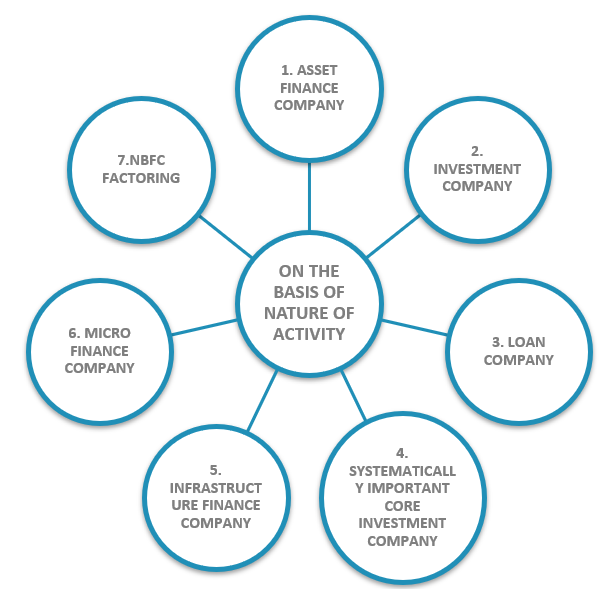 1. ASSET
FINANCE
COMPANY
2.
INVESTMENT
COMPANY
3. LOAN
COMPANY
4.
SYSTEMATICALL
Y IMPORTANT
CORE
INVESTMENT
COMPANY
5.
INFRASTRUCT
URE FINANCE
COMPANY
6. MICRO
FINANCE
COMPANY
7.NBFC
FACTORING
ON THE
BASIS OF
NATURE OF
ACTIVITY